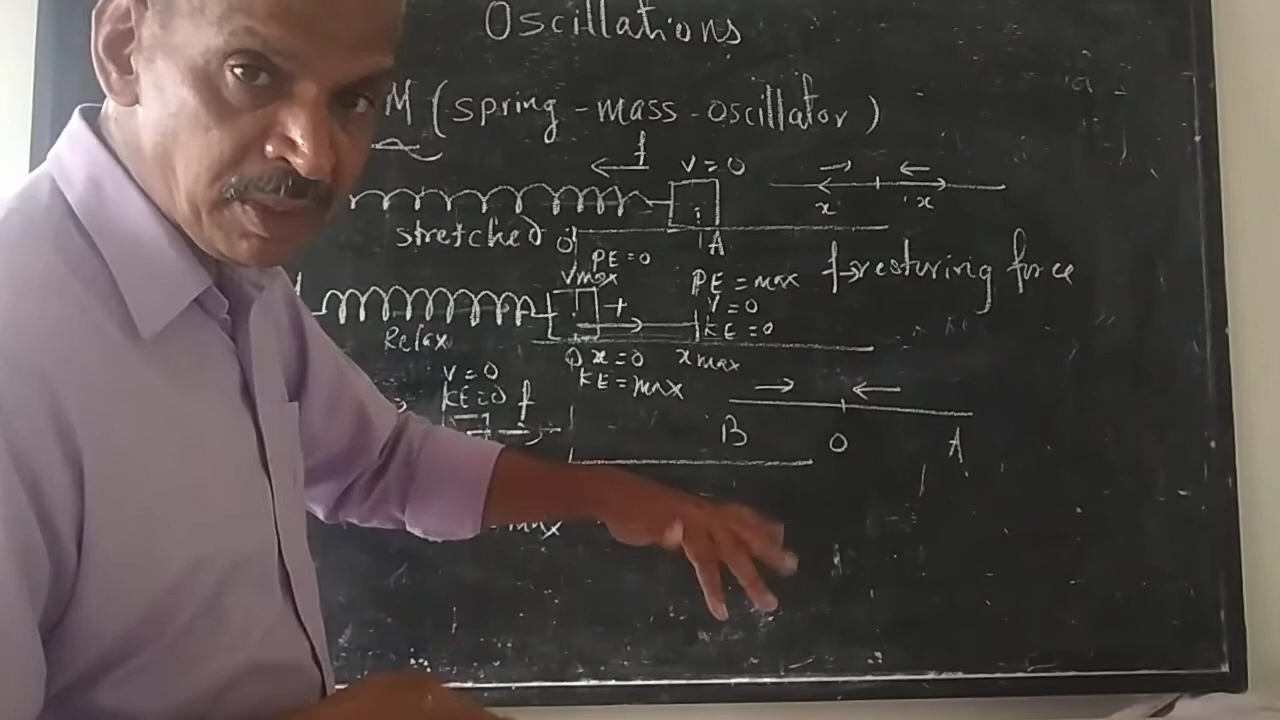 Oscillations
M (spring-mass-oscillator)
f
v=0
x
x
stretched
O
A
PE=0
Vmax
PE=max
V=0
KE=0
f→restoring force
+
Relax
O x=0
xmax
KE=max
V=0
KE=0
f
B
O
A
max